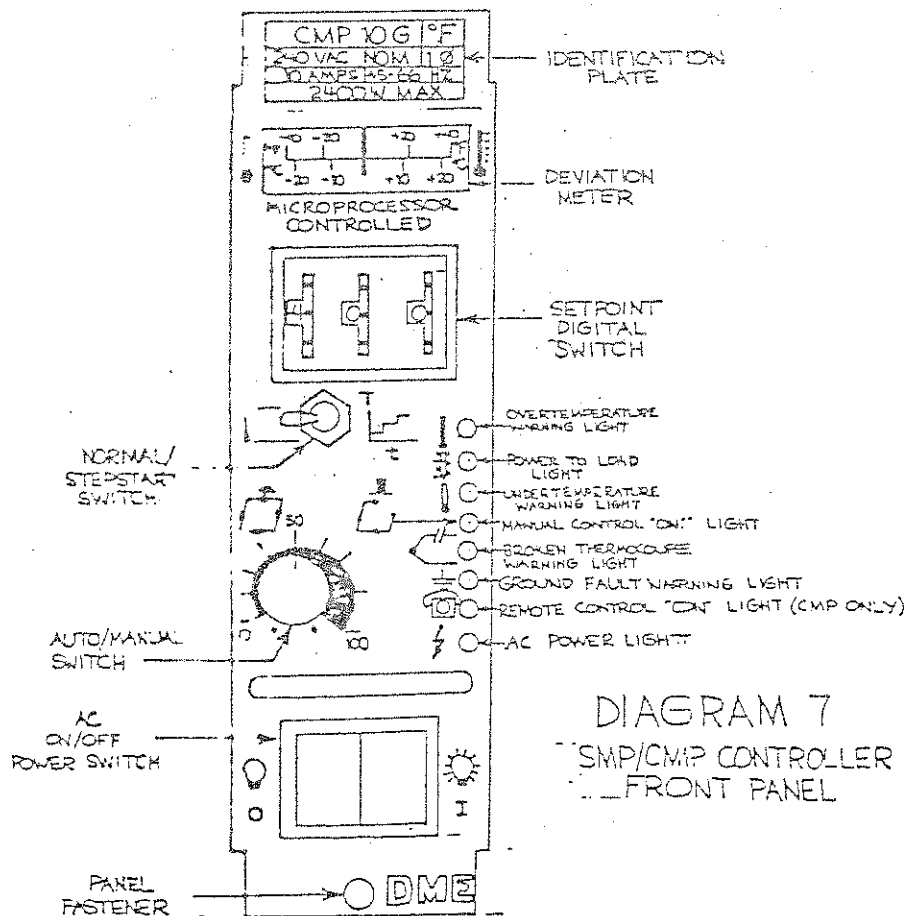 CMP 10G °F
240 VAC NOM 1Ø
10 AMPS 45-66 HZ
2400W MAX
IDENTIFICATION
PLATE
DEVIATION
METER
MICROPROCESSOR
CONTROLLED
SETPOINT
DIGITAL
SWITCH
NORMAL/
STEPSTART
SWITCH
t
OVERTEMPERATURE
WARNING LIGHT
POWER TO LOAD
LIGHT
UNDERTEMPERATURE
WARNING LIGHT
MANUAL CONTROL "ON" LIGHT
BROKEN THERMOCOUPLE
WARNING LIGHT
GROUND FAULT WARNING LIGHT
REMOTE CONTROL "ON" LIGHT (CMP ONLY)
AC POWER LIGHT
50
100
AUTO/MANUAL
SWITCH
AC
ON/OFF
POWER SWITCH
O
I
DIAGRAM 7
SMP/CMP CONTROLLER
FRONT PANEL
PANEL
FASTENER
DME